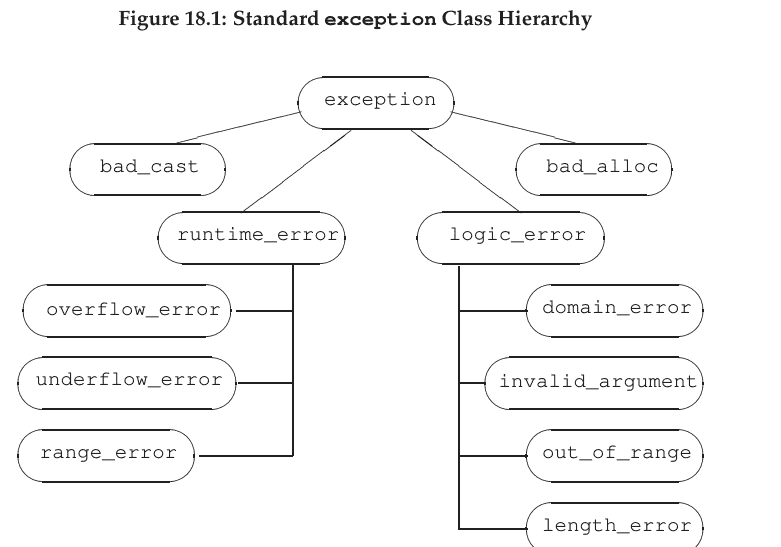 Figure 18.1: Standard exception Class Hierarchy
exception
bad_cast
bad_alloc
runtime_error
logic_error
overflow_error
domain_error
underflow_error
invalid_argument
range_error
out_of_range
length_error